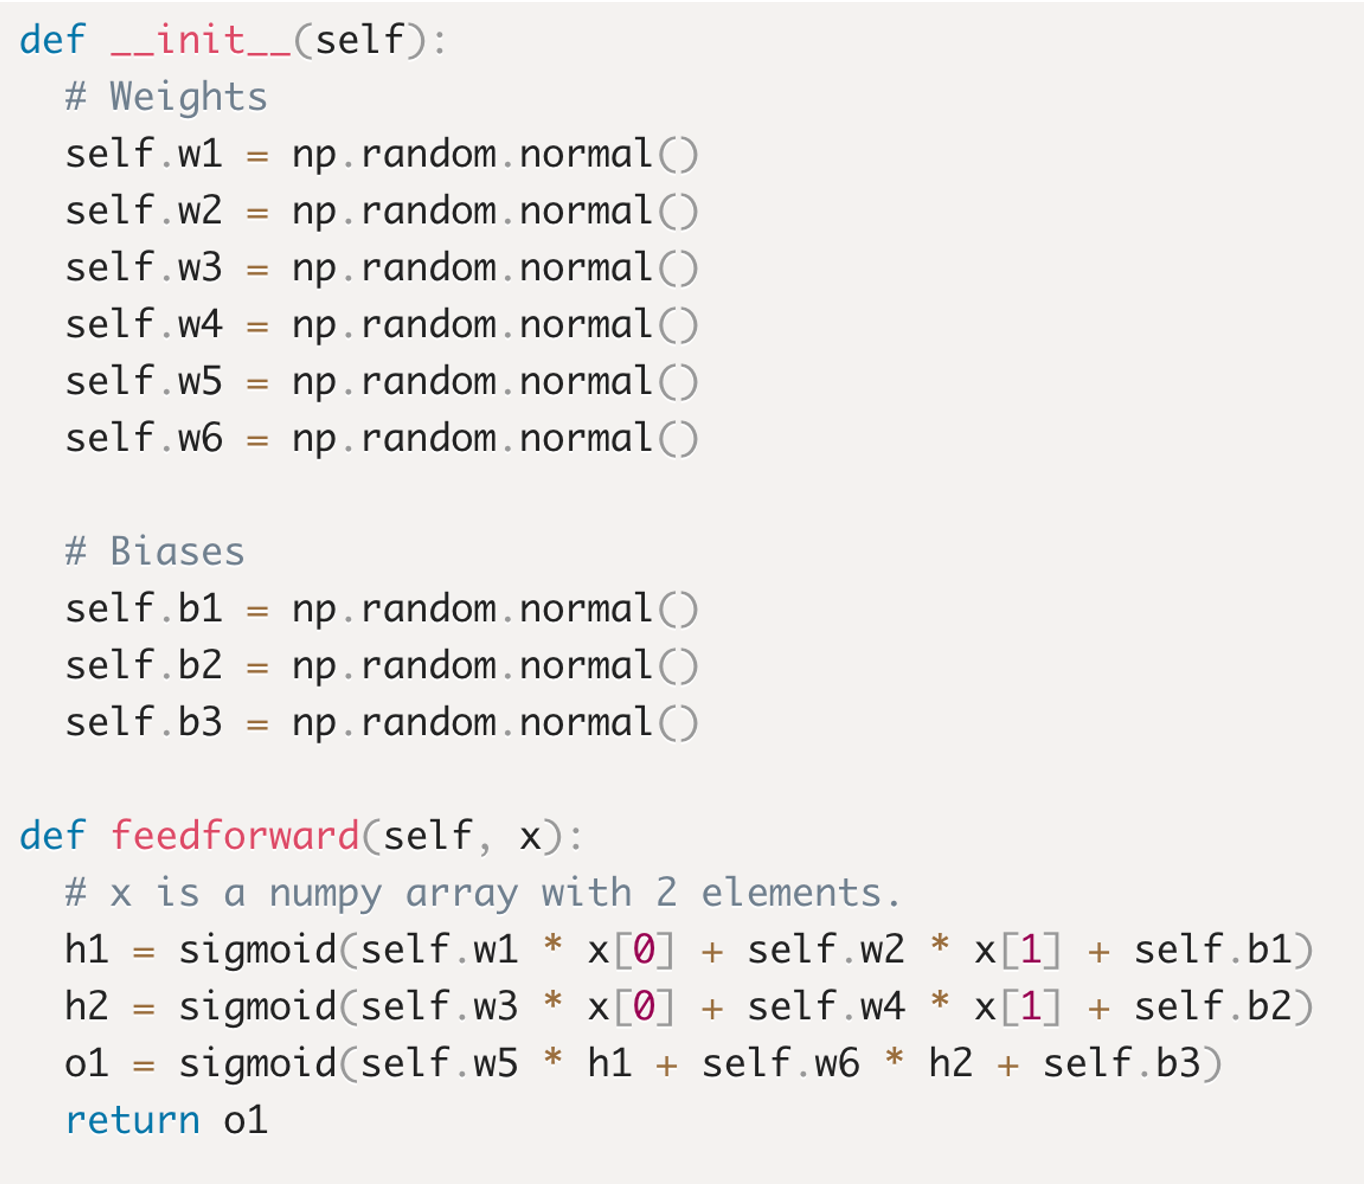 def __init__(self):
  # Weights
  self.w1 = np.random.normal()
  self.w2 = np.random.normal()
  self.w3 = np.random.normal()
  self.w4 = np.random.normal()
  self.w5 = np.random.normal()
  self.w6 = np.random.normal()
  # Biases
  self.b1 = np.random.normal()
  self.b2 = np.random.normal()
  self.b3 = np.random.normal()
def feedforward(self, x):
  # x is a numpy array with 2 elements.
  h1 = sigmoid(self.w1 * x[0] + self.w2 * x[1] + self.b1)
  h2 = sigmoid(self.w3 * x[0] + self.w4 * x[1] + self.b2)
  o1 = sigmoid(self.w5 * h1 + self.w6 * h2 + self.b3)
  return o1